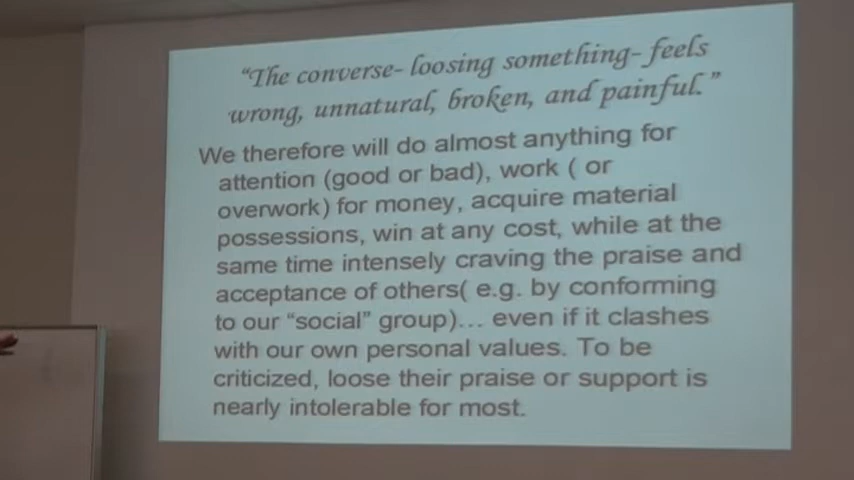 “The converse- loosing something- feels
wrong, unnatural, broken, and painful.”
We therefore will do almost anything for
attention (good or bad), work ( or
overwork) for money, acquire material
possessions, win at any cost, while at the
same time intensely craving the praise and
acceptance of others( e.g. by conforming
to our “social” group)... even if it clashes
with our own personal values. To be
criticized, loose their praise or support is
nearly intolerable for most.